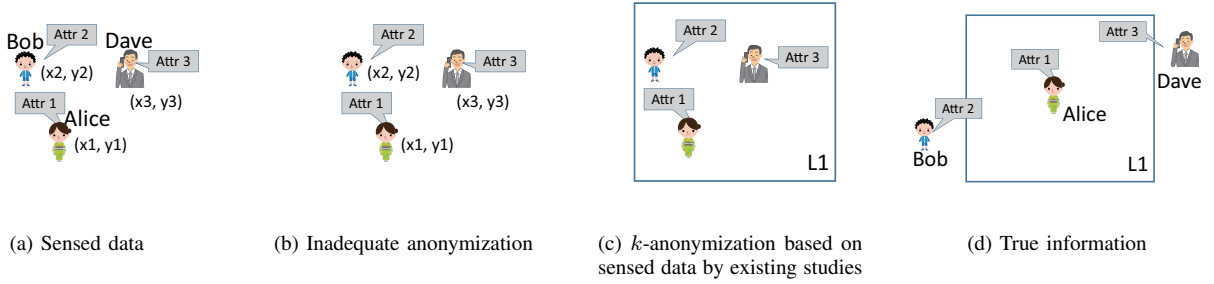 Bob
Attr 2
Dave
Attr 3
(x2, y2)
(x3, y3)
Attr 1
Alice
(x1, y1)
(a) Sensed data
Attr 2
Attr 3
(x2, y2)
(x3, y3)
Attr 1
(x1, y1)
(b) Inadequate anonymization
Attr 2
Attr 3
Attr 1
L1
(c) k-anonymization based on
sensed data by existing studies
Attr 3
Dave
Attr 1
Alice
Attr 2
Bob
L1
(d) True information